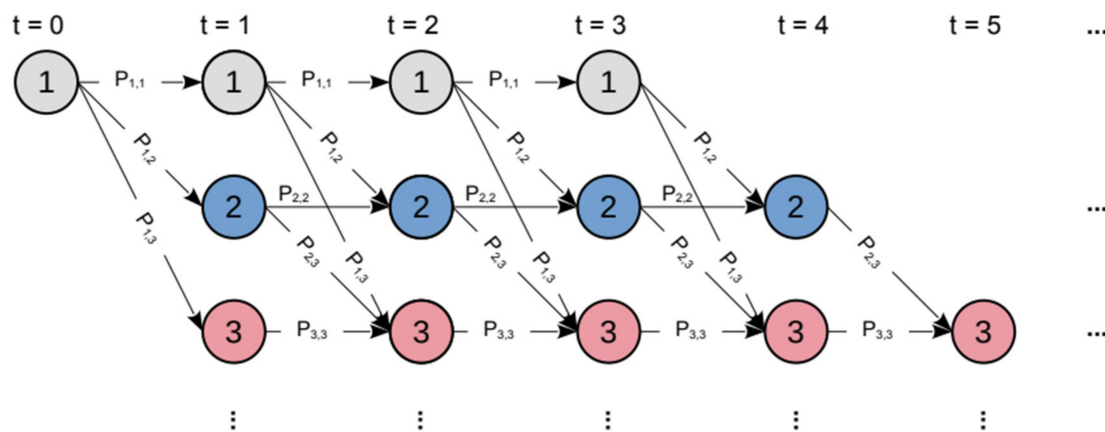 t = 0 t = 1 t = 2 t = 3 t = 4 t = 5 ...
1 P1,1 1 P1,1 1 P1,1 1
P1,2 P1,2 P1,2 P1,2
2 P2,2 2 P2,2 2 P2,2 2 ...
P1,3 P2,3 P1,3 P2,3 P1,3 P2,3 P1,3 P2,3
3 P3,3 3 P3,3 3 P3,3 3 P3,3 3 ...
⋮ ⋮ ⋮ ⋮ ⋮